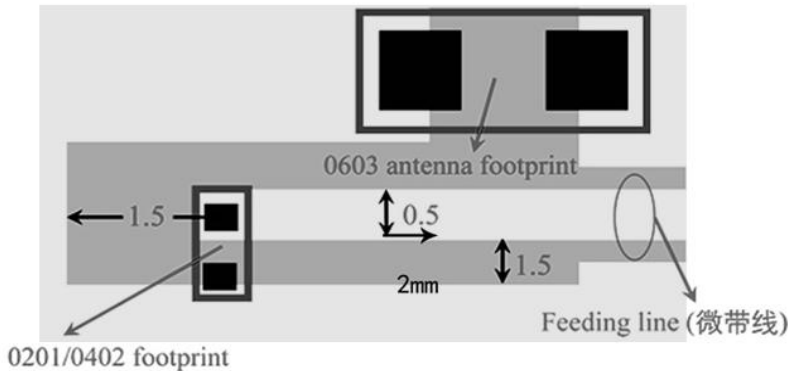 0603 antenna footprint
1.5
0.5
1.5
2mm
Feeding line (微带线)
0201/0402 footprint